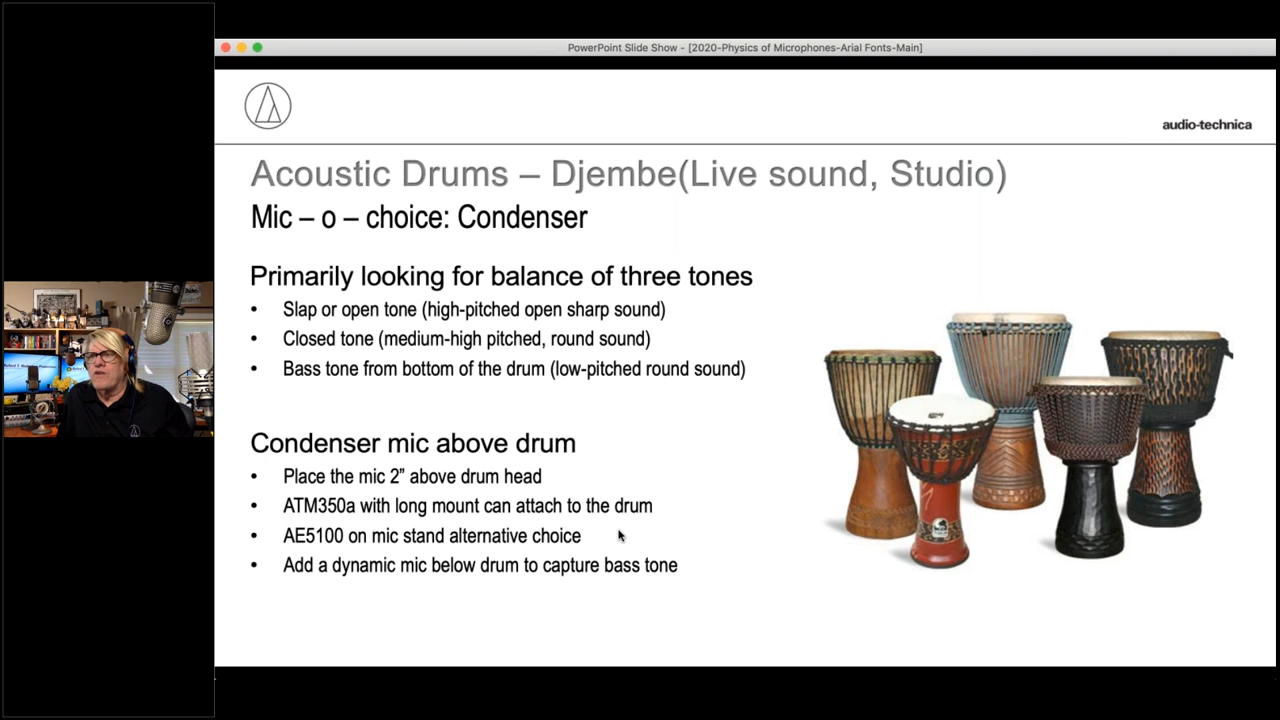 PowerPoint Slide Show - [2020-Physics of Microphones-Arial Fonts-Main]
audio-technica
Acoustic Drums – Djembe(Live sound, Studio)
Mic – o – choice: Condenser
Primarily looking for balance of three tones
• Slap or open tone (high-pitched open sharp sound)
• Closed tone (medium-high pitched, round sound)
• Bass tone from bottom of the drum (low-pitched round sound)
Condenser mic above drum
• Place the mic 2” above drum head
• ATM350a with long mount can attach to the drum
• AE5100 on mic stand alternative choice
• Add a dynamic mic below drum to capture bass tone